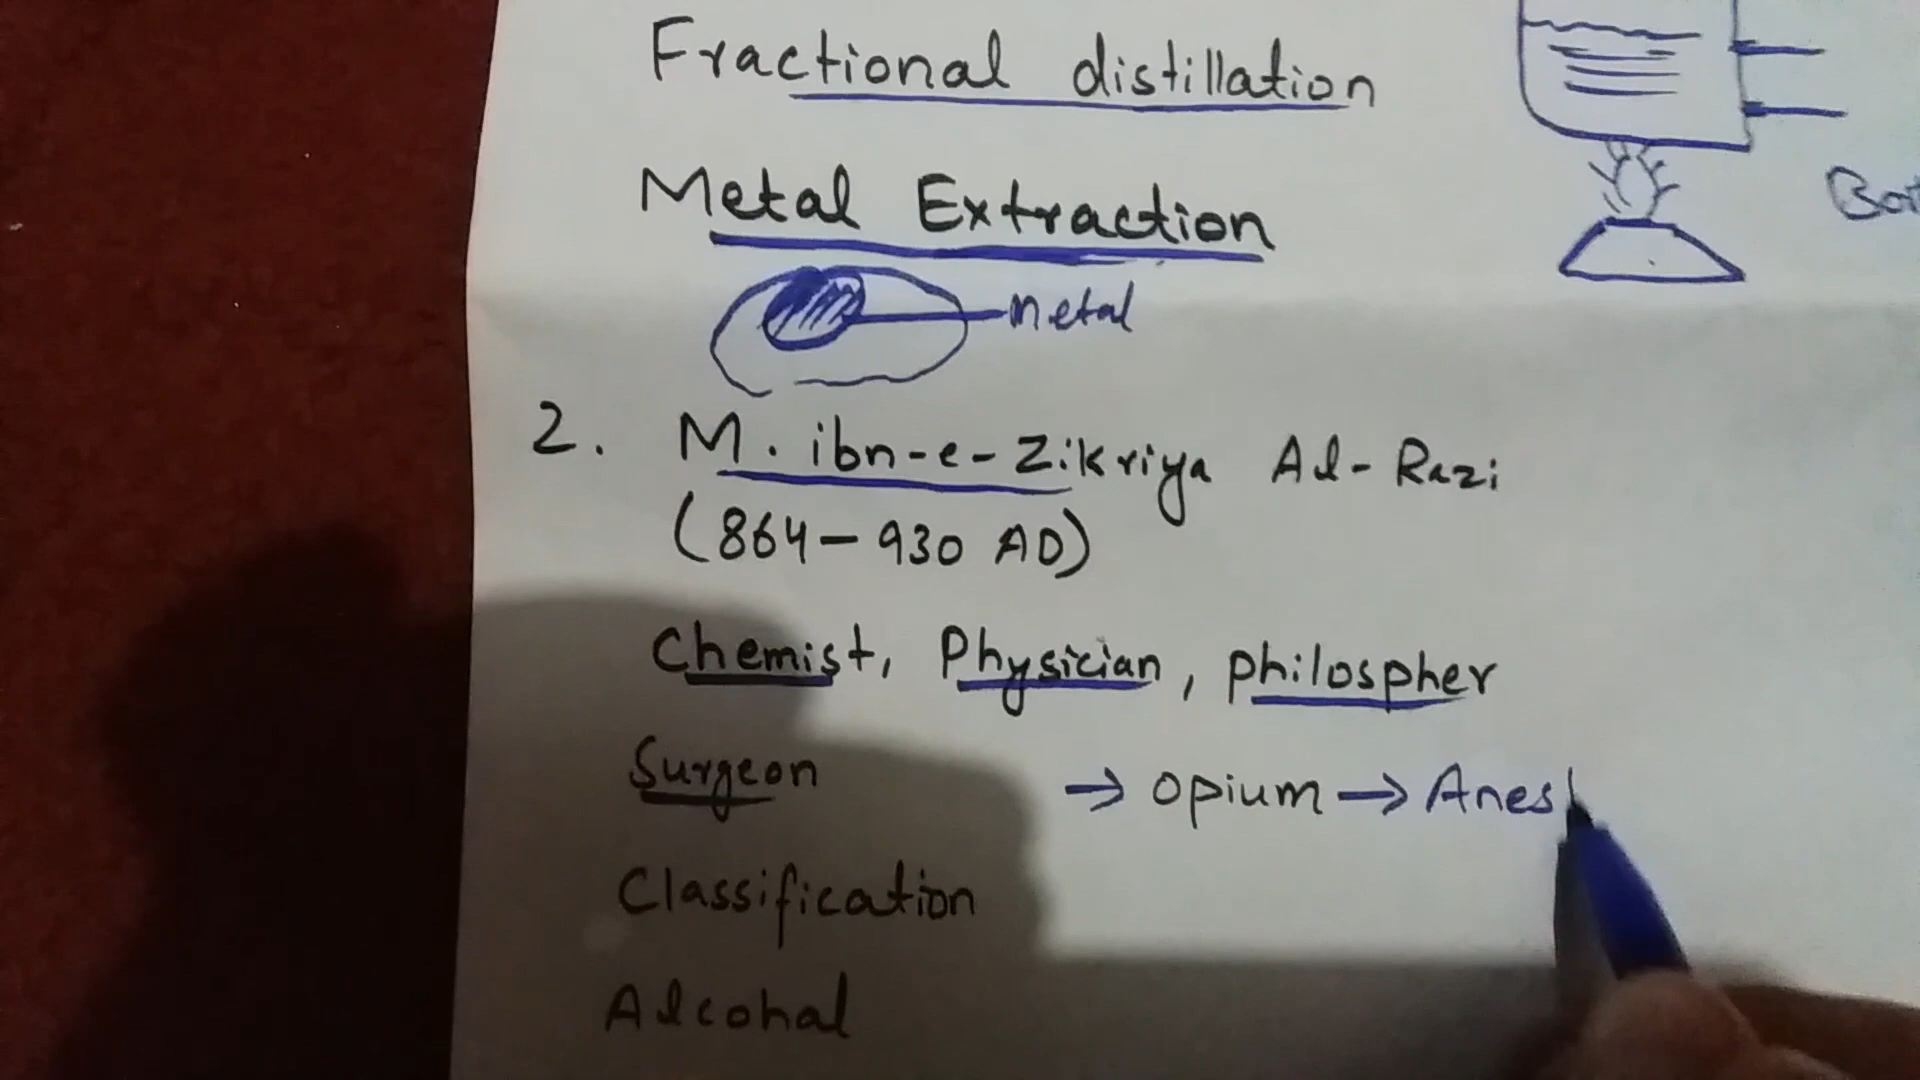 Fractional distillation
Metal Extraction
metal
2. M. ibn-e-Zikriya Al-Razi
(864-930 AD)
Chemist, Physician, philospher
Surgeon → opium → Anes
Classification
Alcohal